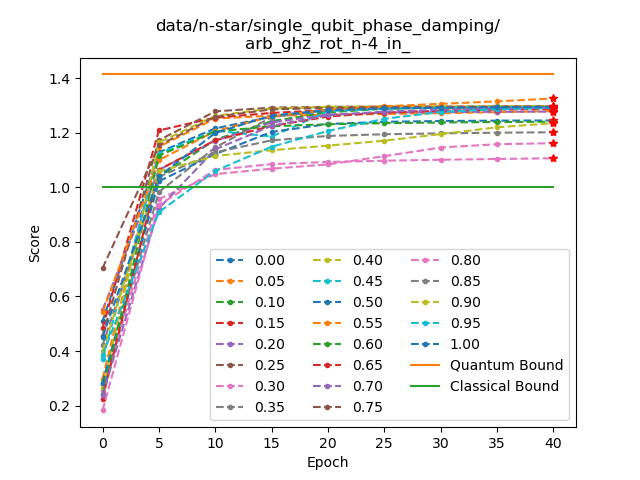 data/n-star/single_qubit_phase_damping/
arb_ghz_rot_n-4_in_
Score
1.4
1.2
1.0
0.8
0.6
0.4
0.2
0.00 0.40 0.80
0.05 0.45 0.85
0.10 0.50 0.90
0.15 0.55 0.95
0.20 0.60 1.00
0.25 0.65 Quantum Bound
0.30 0.70 Classical Bound
0.35 0.75
0 5 10 15 20 25 30 35 40
Epoch